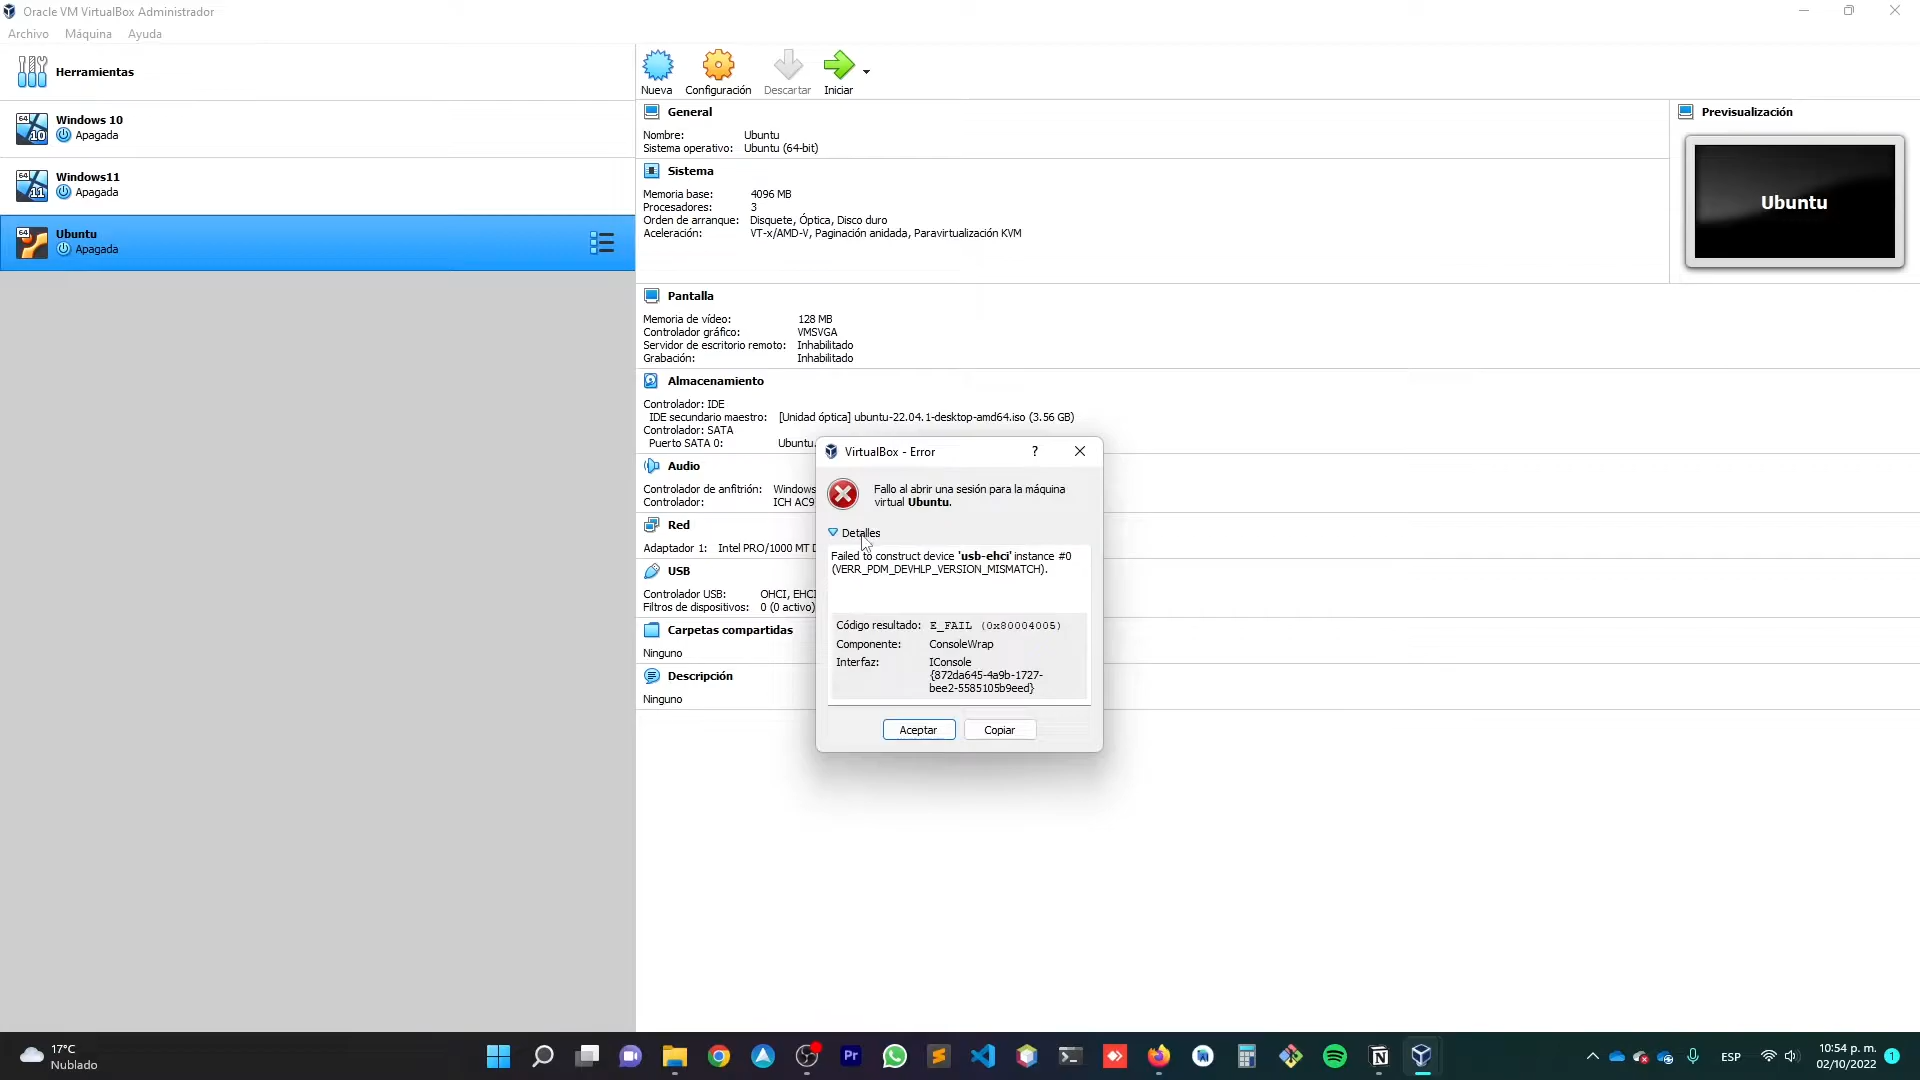 Oracle VM VirtualBox Administrador
Archivo Máquina Ayuda
Herramientas
Nueva Configuración Descartar Iniciar
64 10 Windows 10
Apagada
64 11 Windows11
Apagada
64 Ubuntu
Apagada
General
Nombre: Ubuntu
Sistema operativo: Ubuntu (64-bit)
Sistema
Memoria base: 4096 MB
Procesadores: 3
Orden de arranque: Disquete, Óptica, Disco duro
Aceleración: VT-x/AMD-V, Paginación anidada, Paravirtualización KVM
Previsualización
Ubuntu
Pantalla
Memoria de vídeo: 128 MB
Controlador gráfico: VMSVGA
Servidor de escritorio remoto: Inhabilitado
Grabación: Inhabilitado
Almacenamiento
Controlador: IDE
IDE secundario maestro: [Unidad óptica] ubuntu-22.04.1-desktop-amd64.iso (3.56 GB)
Controlador: SATA
Puerto SATA 0: Ubuntu.
Audio
Controlador de anfitrión: Windows
Controlador: ICH AC9
Red
Adaptador 1: Intel PRO/1000 MT D
USB
Controlador USB: OHCI, EHCI
Filtros de dispositivos: 0 (0 activo)
Carpetas compartidas
Ninguno
Descripción
Ninguno
VirtualBox - Error ?
Fallo al abrir una sesión para la máquina
virtual Ubuntu.
Detalles
Failed to construct device 'usb-ehci' instance #0
(VERR_PDM_DEVHLP_VERSION_MISMATCH).
Código resultado: E_FAIL (0x80004005)
Componente: ConsoleWrap
Interfaz: IConsole
{872da645-4a9b-1727-
bee2-5585105b9eed}
Aceptar Copiar
17°C
Nublado
Pr
ESP
10:54 p. m.
02/10/2022
1